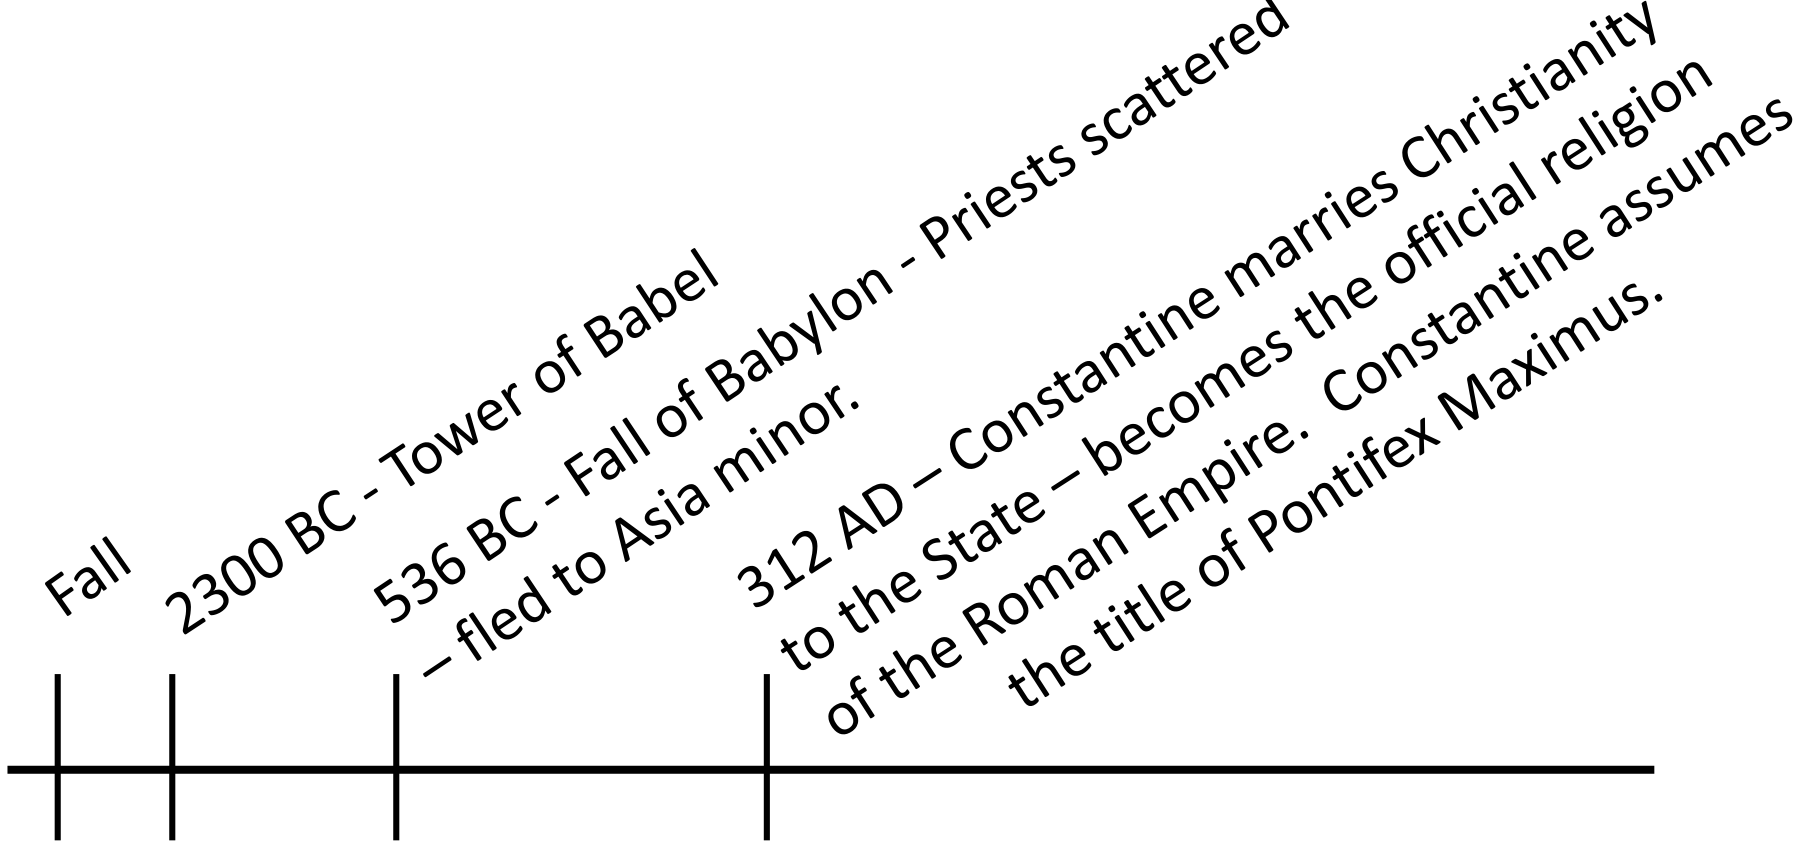 Fall
2300 BC - Tower of Babel
536 BC - Fall of Babylon - Priests scattered
– fled to Asia minor.
312 AD – Constantine marries Christianity
to the State – becomes the official religion
of the Roman Empire.  Constantine assumes
the title of Pontifex Maximus.